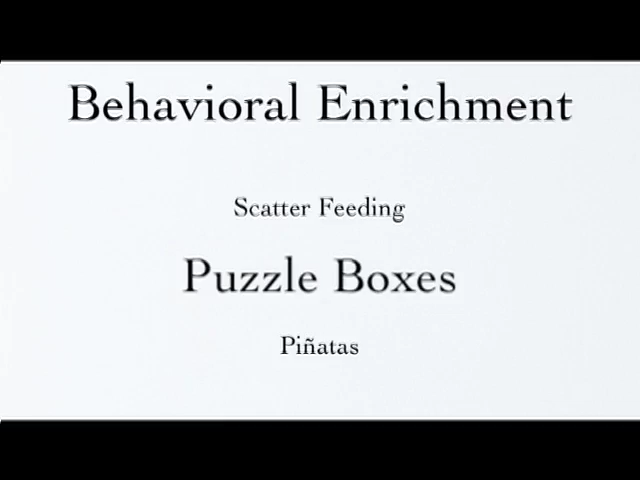 Behavioral Enrichment
Scatter Feeding
Puzzle Boxes
Piñatas